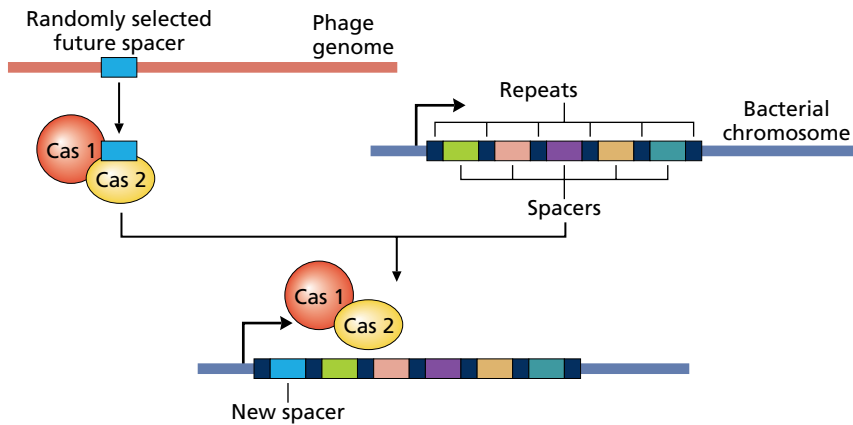 Randomly selected
future spacer
Phage
genome
Repeats
Bacterial
chromosome
Cas 1
Cas 2
Spacers
Cas 1
Cas 2
New spacer